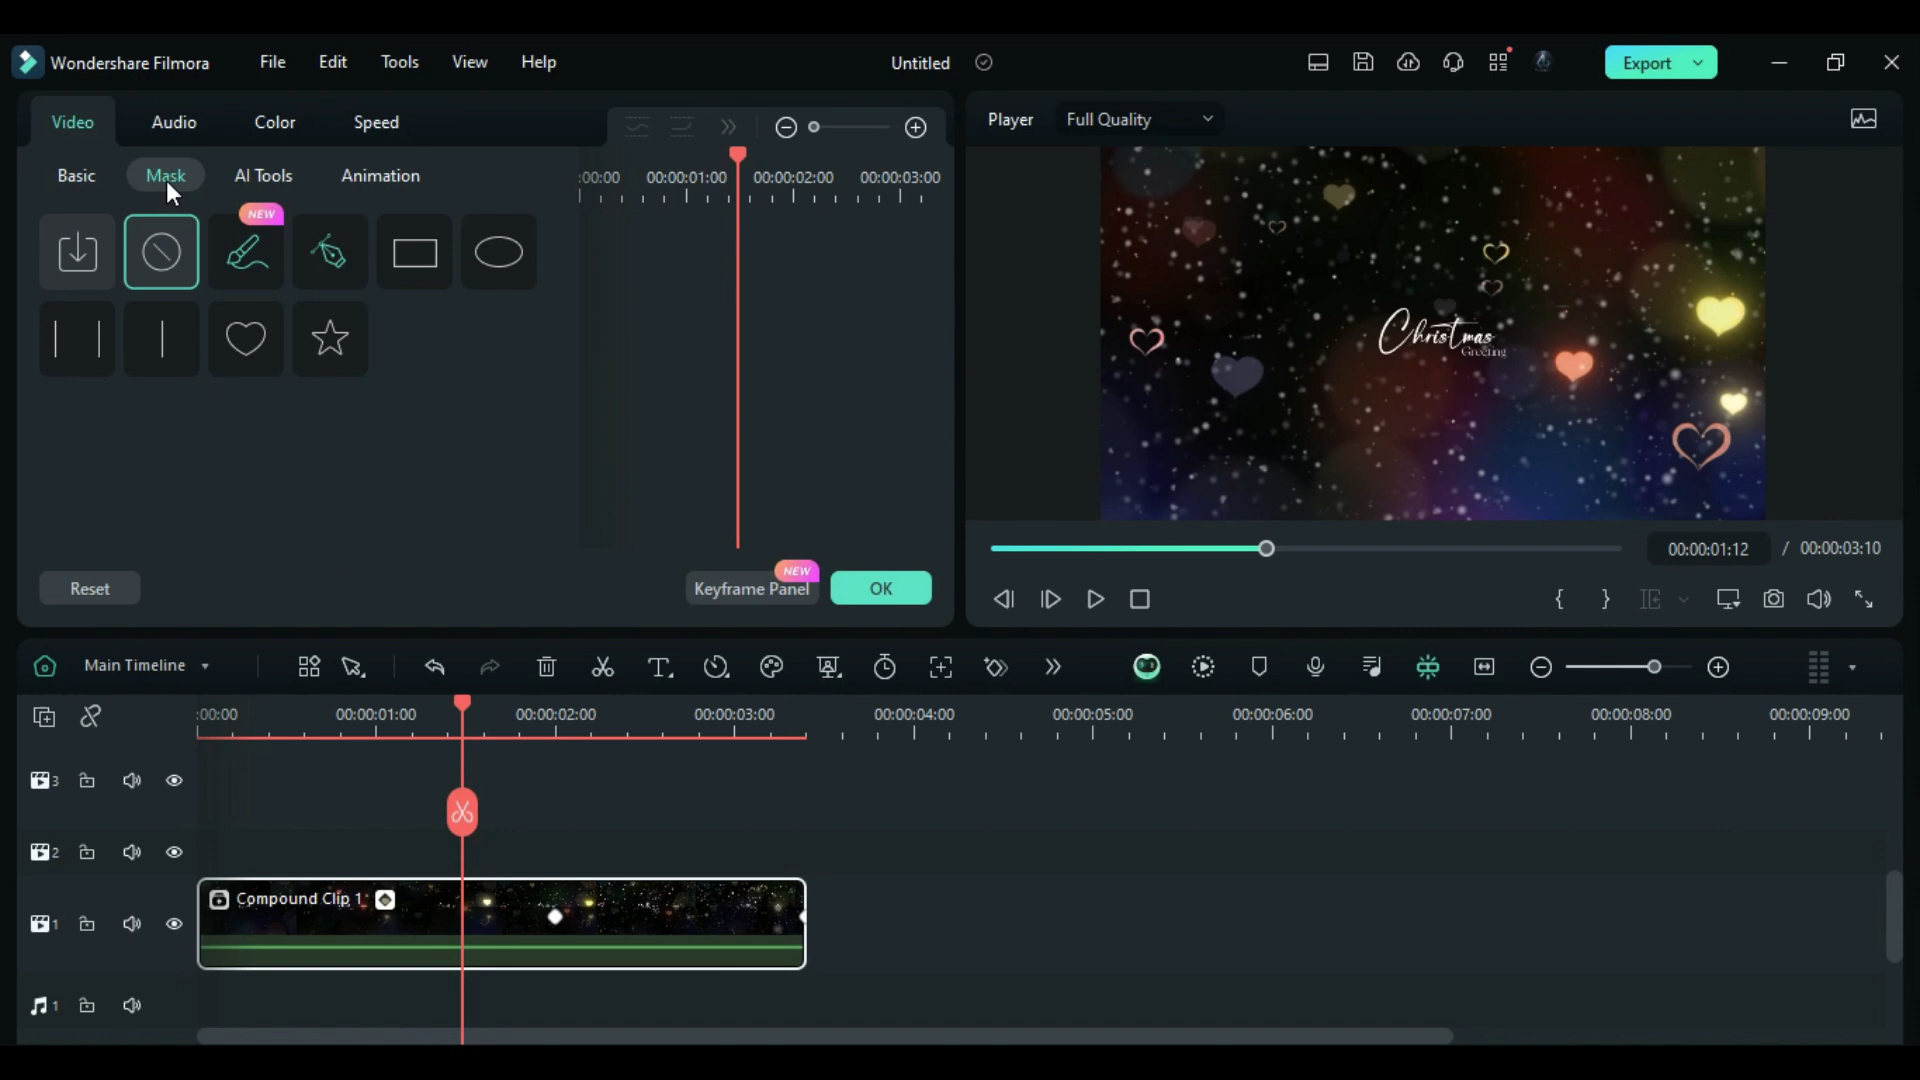 Wondershare Filmora File Edit Tools View Help Untitled Export
Video Audio Color Speed
Player Full Quality
Basic Mask AI Tools Animation
:00:00 00:00:01:00 00:00:02:00 00:00:03:00
NEW
Christmas
Greeting
00:00:01:12 / 00:00:03:10
NEW
Reset Keyframe Panel OK
Main Timeline
:00:00 00:00:01:00 00:00:02:00 00:00:03:00 00:00:04:00 00:00:05:00 00:00:06:00 00:00:07:00 00:00:08:00 00:00:09:00
3
2
Compound Clip 1
1
1